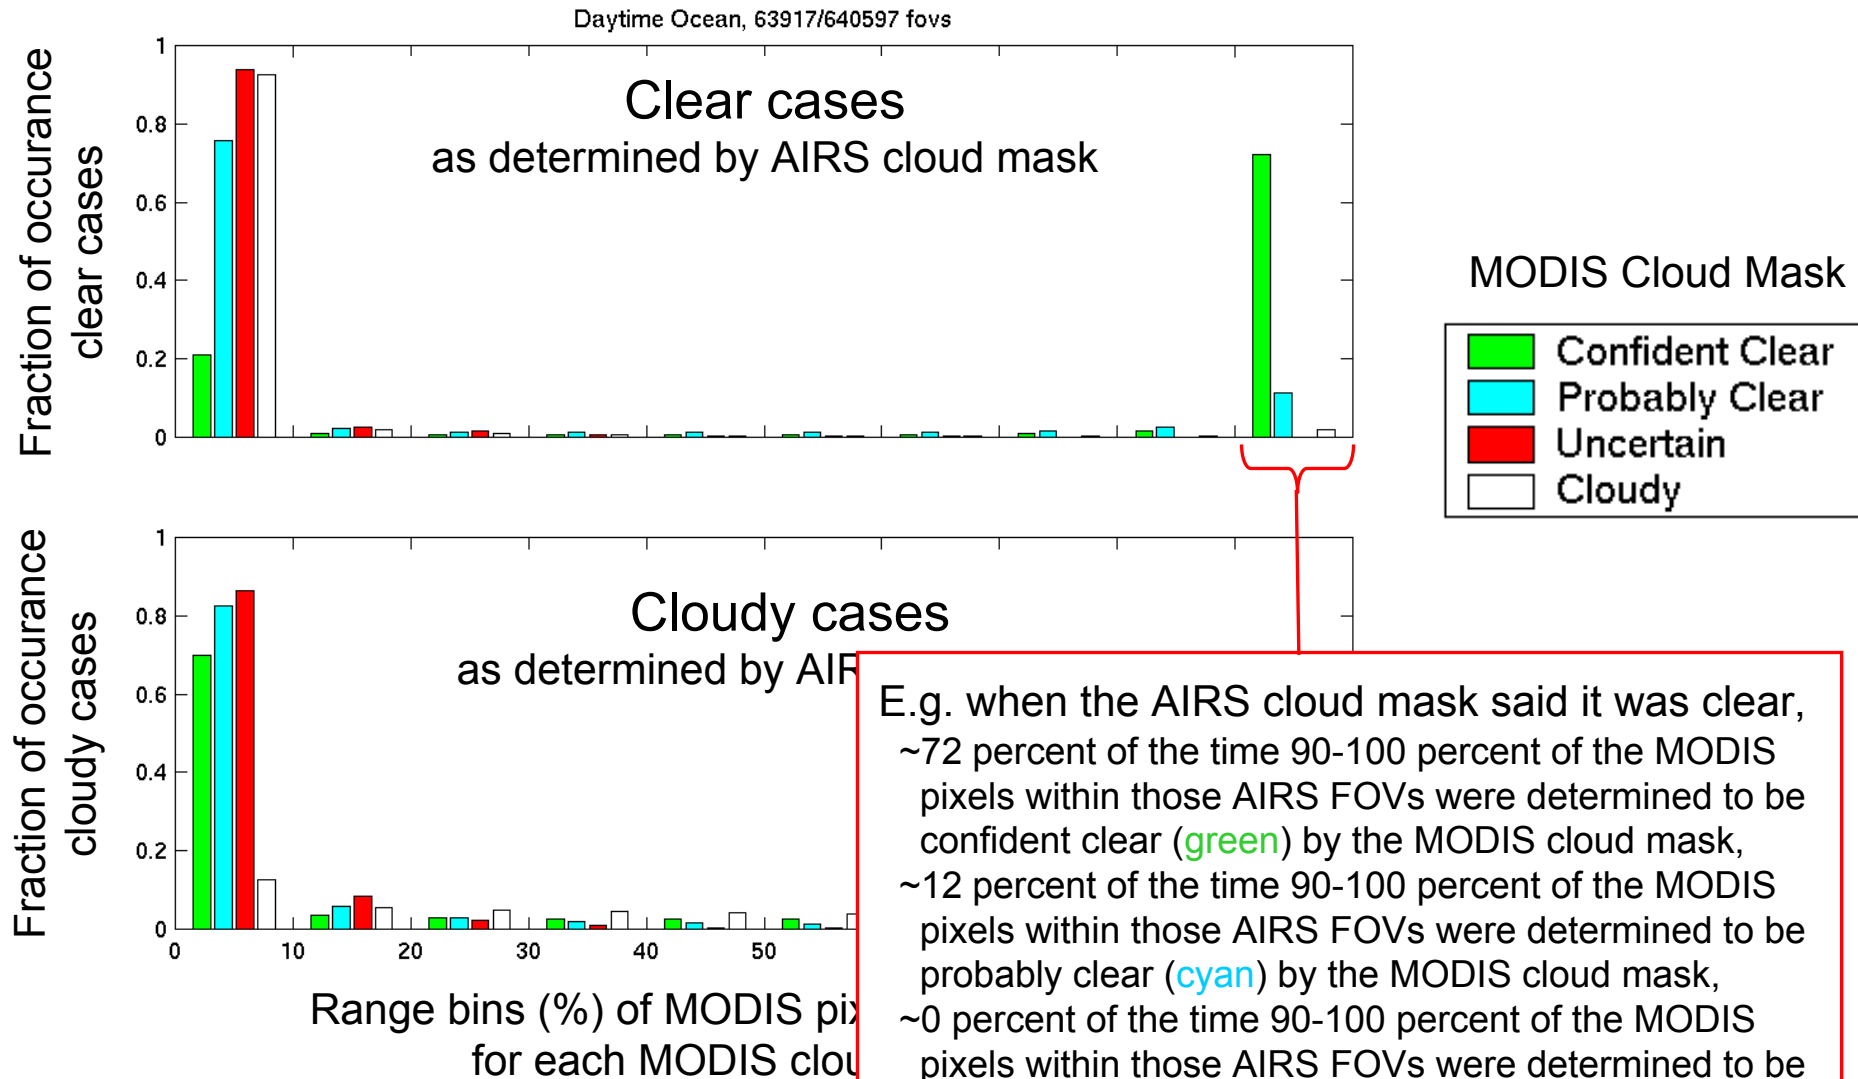 Daytime Ocean, 63917/640597 fovs
Fraction of occurance
clear cases
1
0.8
0.6
0.4
0.2
0
Clear cases
as determined by AIRS cloud mask
MODIS Cloud Mask
Confident Clear
Probably Clear
Uncertain
Cloudy
Fraction of occurance
cloudy cases
1
0.8
0.6
0.4
0.2
0
Cloudy cases
as determined by AIR
0 10 20 30 40 50
Range bins (%) of MODIS pix
for each MODIS clou
E.g. when the AIRS cloud mask said it was clear,
~72 percent of the time 90-100 percent of the MODIS
pixels within those AIRS FOVs were determined to be
confident clear (green) by the MODIS cloud mask,
~12 percent of the time 90-100 percent of the MODIS
pixels within those AIRS FOVs were determined to be
probably clear (cyan) by the MODIS cloud mask,
~0 percent of the time 90-100 percent of the MODIS
pixels within those AIRS FOVs were determined to be